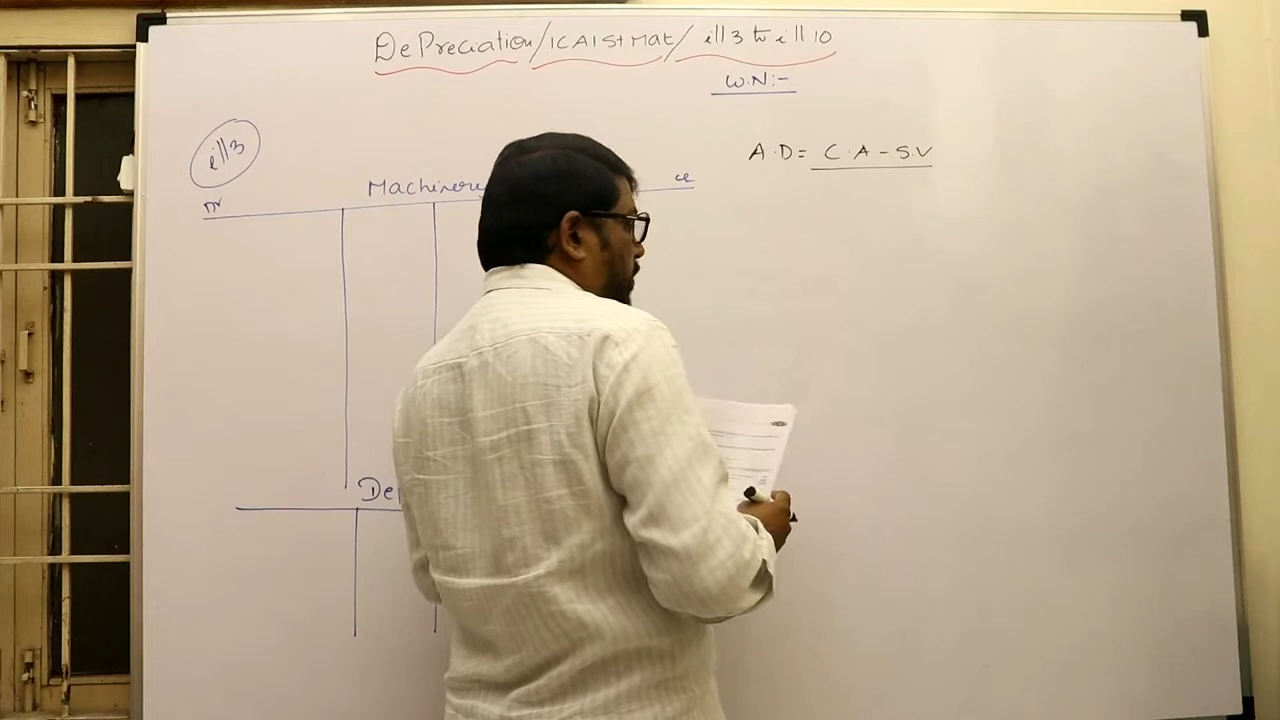 DePreciation/ICAI St Mat/ ill 3 to ill 10
W.N:-
ill 3
A.D = C.A - S.V
Machinery
Dr
De